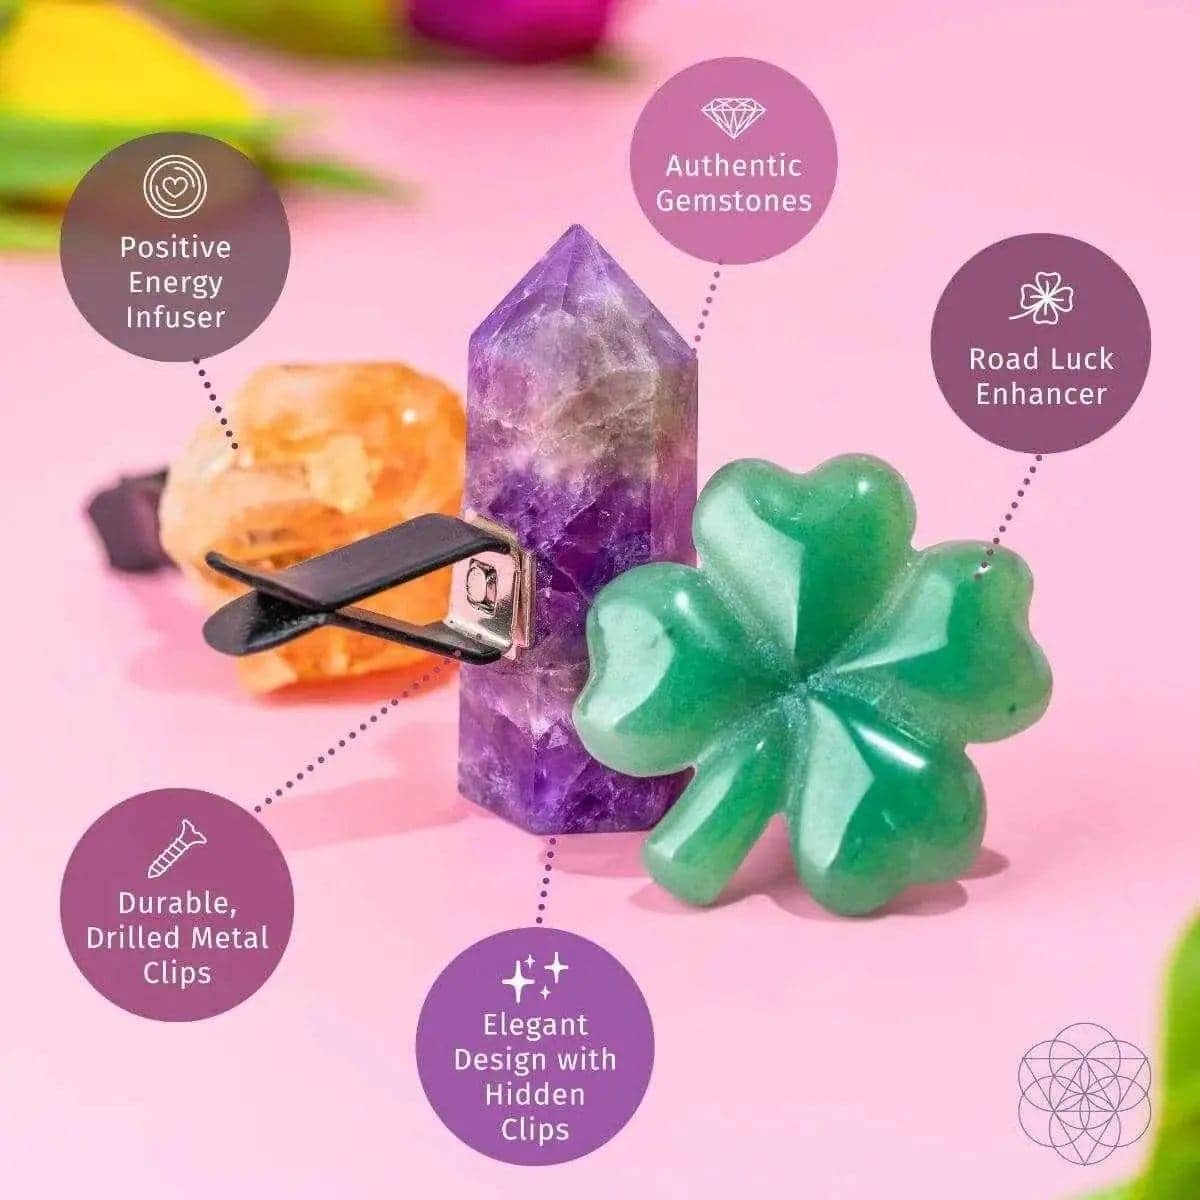 Authentic
Gemstones
Positive
Energy
Infuser
Road Luck
Enhancer
Durable,
Drilled Metal
Clips
Elegant
Design with
Hidden
Clips